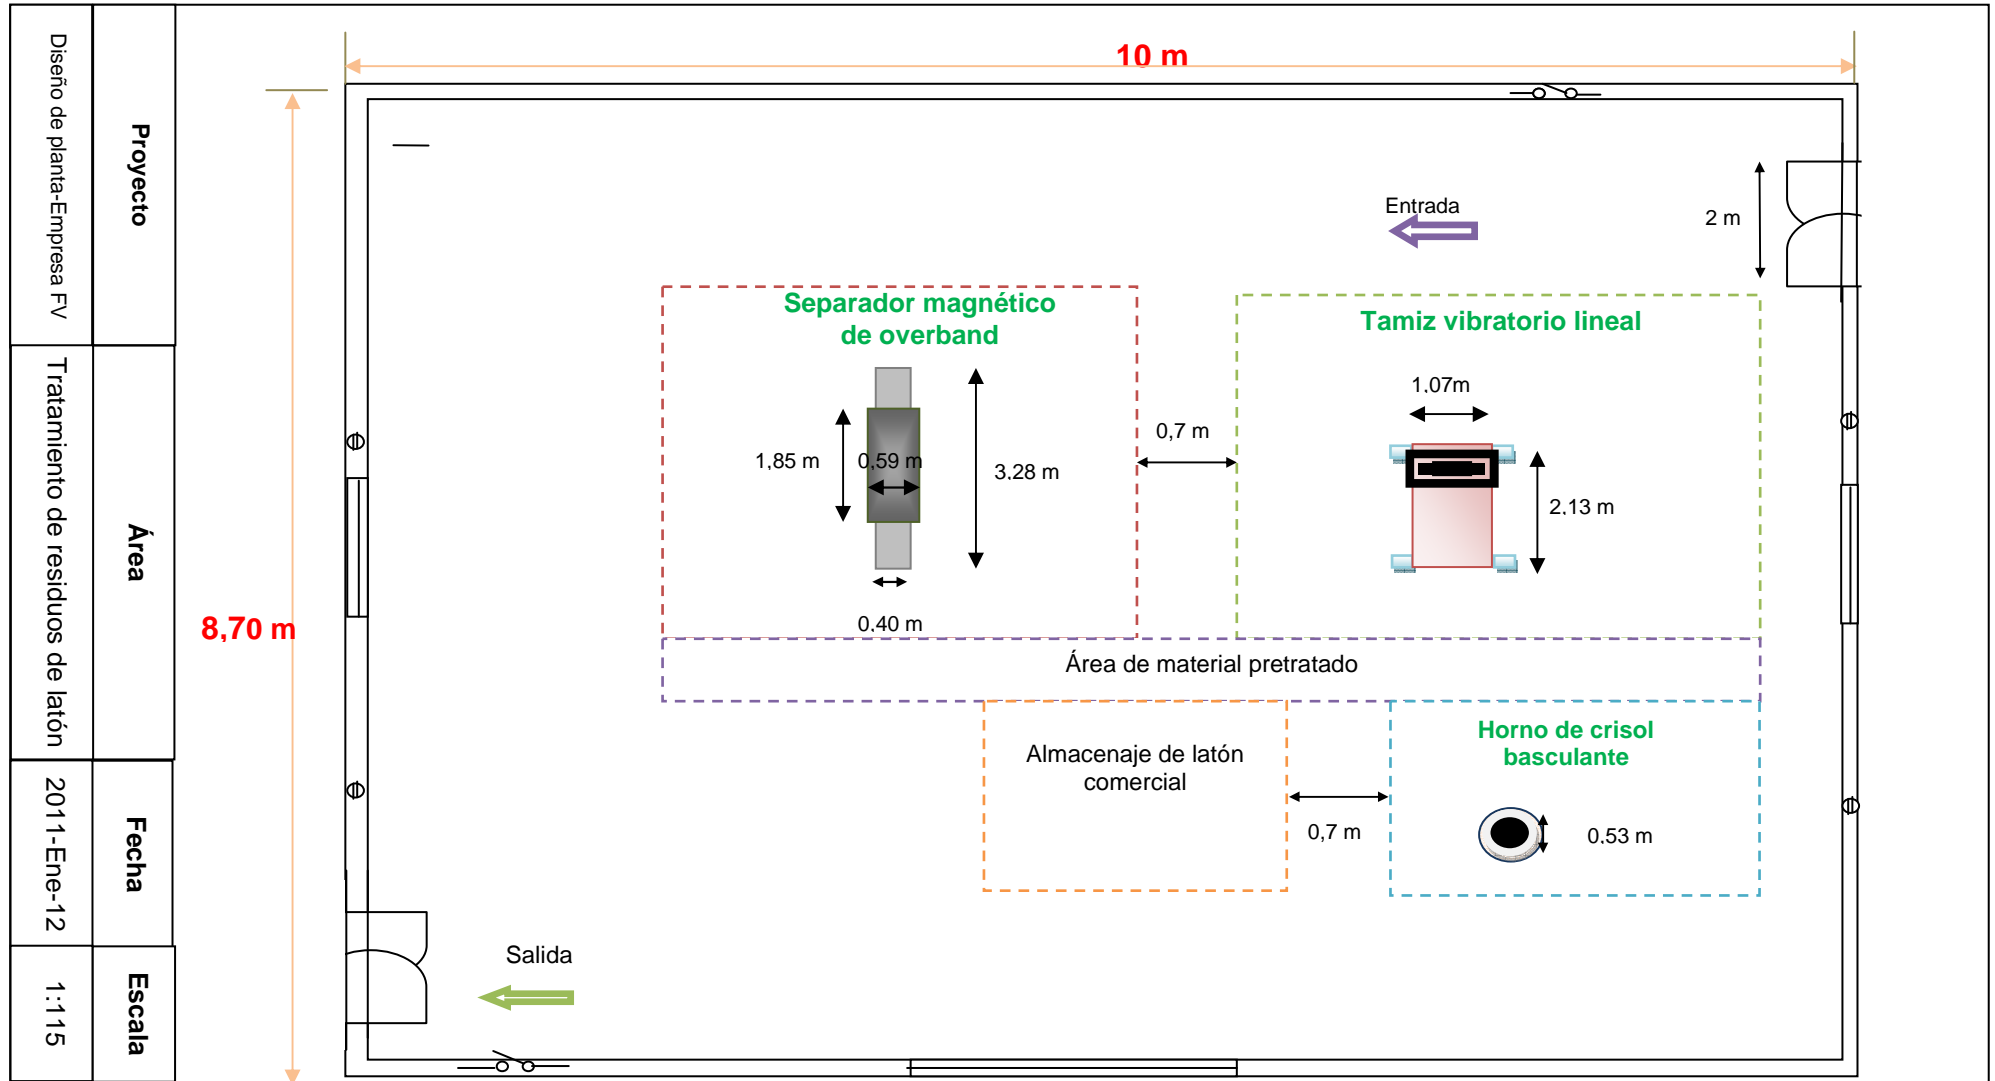 Proyecto
Diseño de planta-Empresa FV
Área
Tratamiento de residuos de latón
Fecha
2011-Ene-12
Escala
1:115
10 m
8,70 m
Entrada
2 m
Separador magnético
de overband
1,85 m
0,59 m
3,28 m
0,40 m
0,7 m
Tamiz vibratorio lineal
1,07m
2,13 m
Área de material pretratado
Almacenaje de latón
comercial
0,7 m
Horno de crisol
basculante
0,53 m
Salida